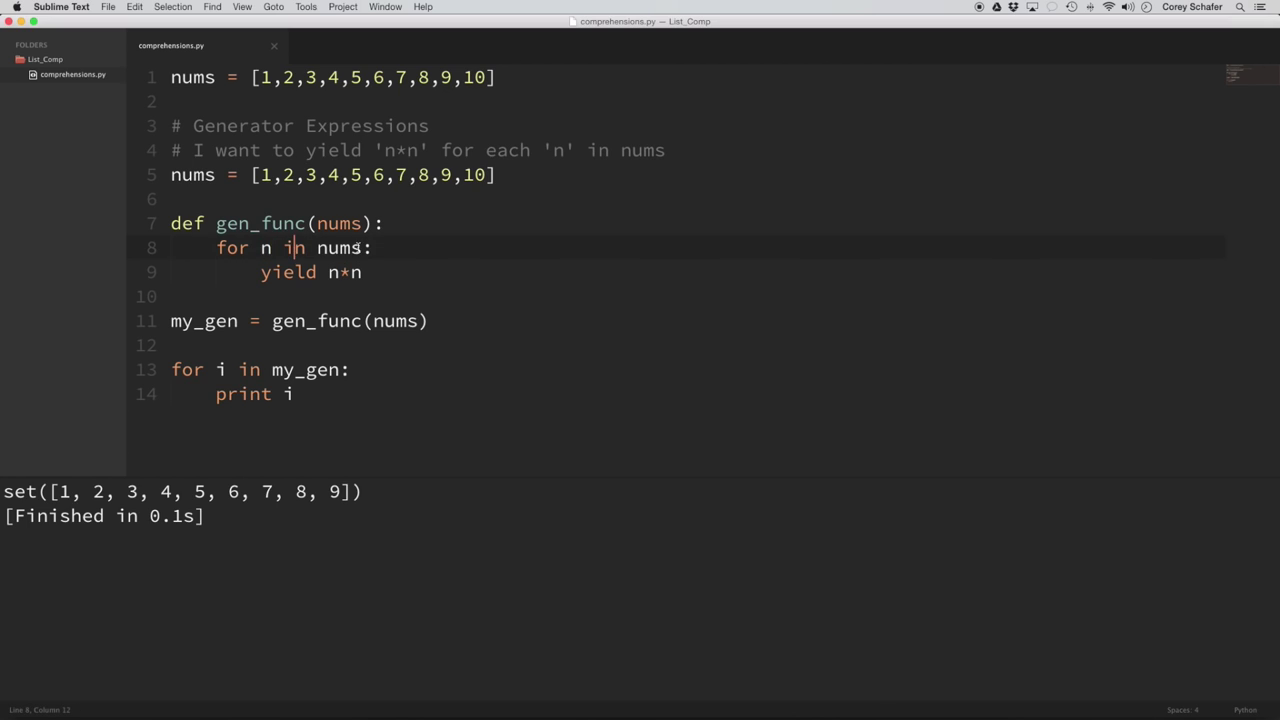 Sublime Text File Edit Selection Find View Goto Tools Project Window Help Corey Schafer
comprehensions.py — List_Comp
FOLDERS
List_Comp
comprehensions.py
comprehensions.py
1 nums = [1,2,3,4,5,6,7,8,9,10]
2
3 # Generator Expressions
4 # I want to yield 'n*n' for each 'n' in nums
5 nums = [1,2,3,4,5,6,7,8,9,10]
6
7 def gen_func(nums):
8 for n in nums:
9 yield n*n
10
11 my_gen = gen_func(nums)
12
13 for i in my_gen:
14 print i
set([1, 2, 3, 4, 5, 6, 7, 8, 9])
[Finished in 0.1s]
Line 8, Column 12 Spaces: 4 Python